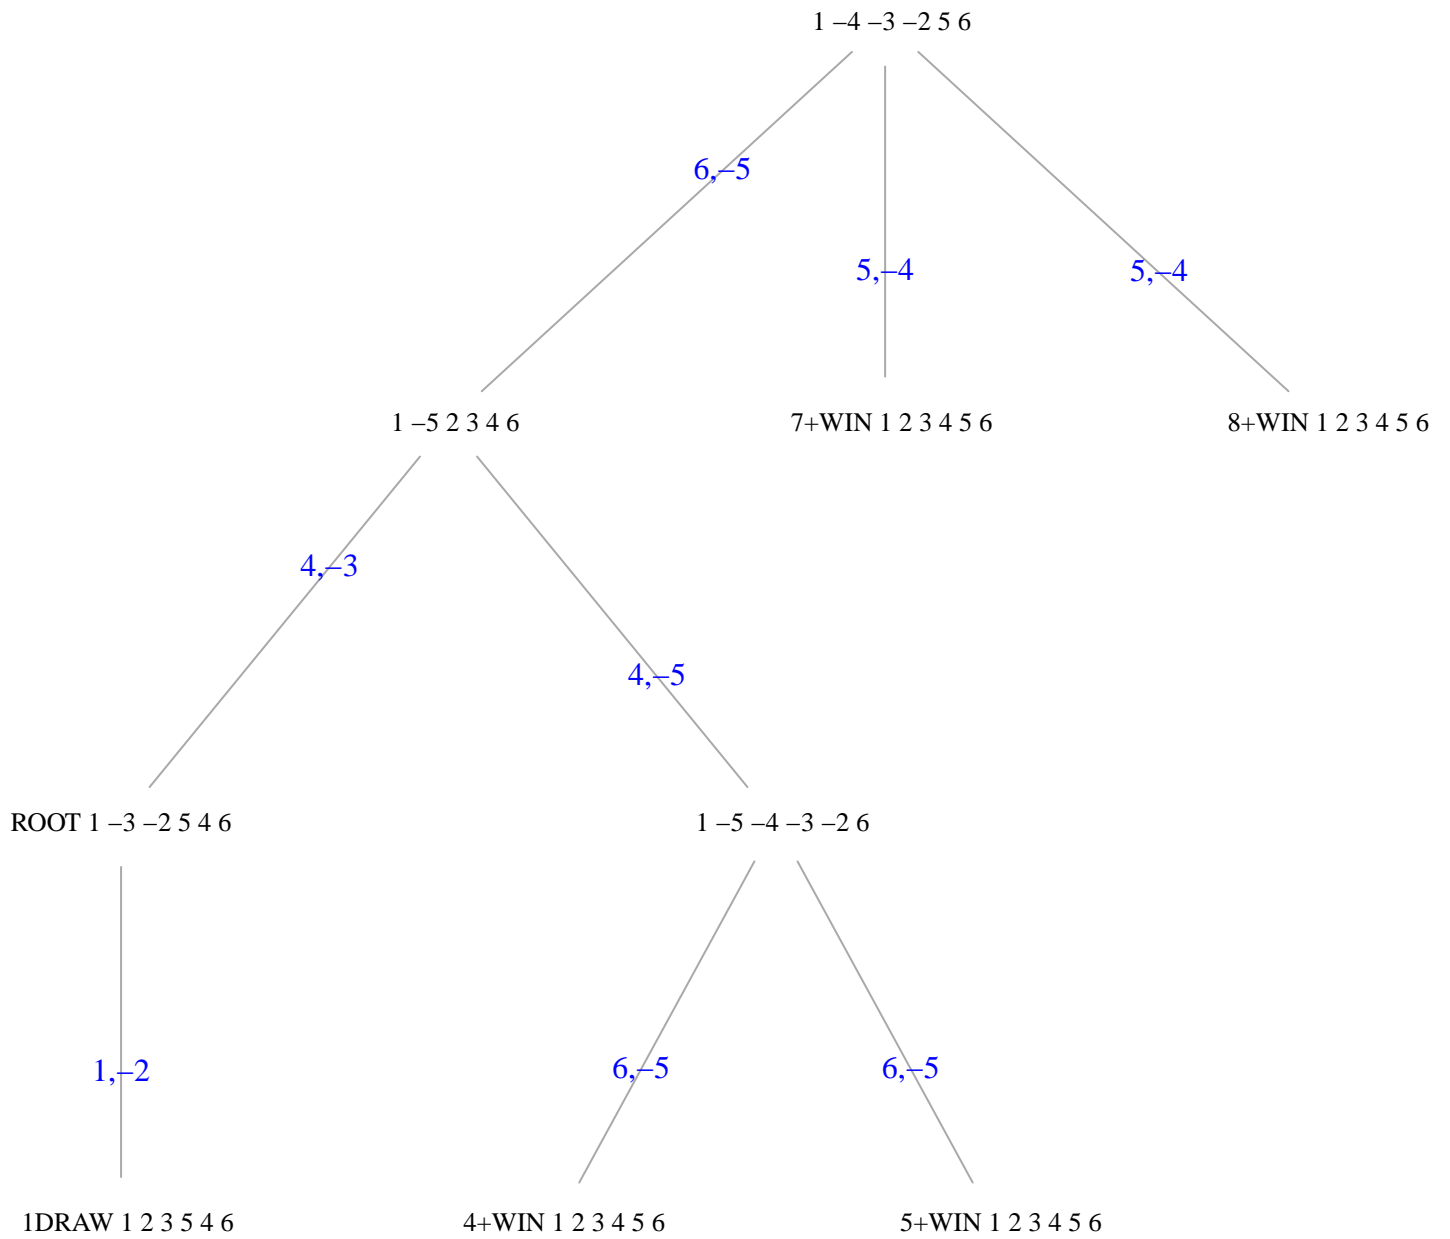 1 –4 –3 –2 5 6
6,–5
5,–4
5,–4
1 –5 2 3 4 6
7+WIN 1 2 3 4 5 6
8+WIN 1 2 3 4 5 6
4,–3
4,–5
ROOT 1 –3 –2 5 4 6
1 –5 –4 –3 –2 6
1,–2
6,–5
6,–5
1DRAW 1 2 3 5 4 6
4+WIN 1 2 3 4 5 6
5+WIN 1 2 3 4 5 6